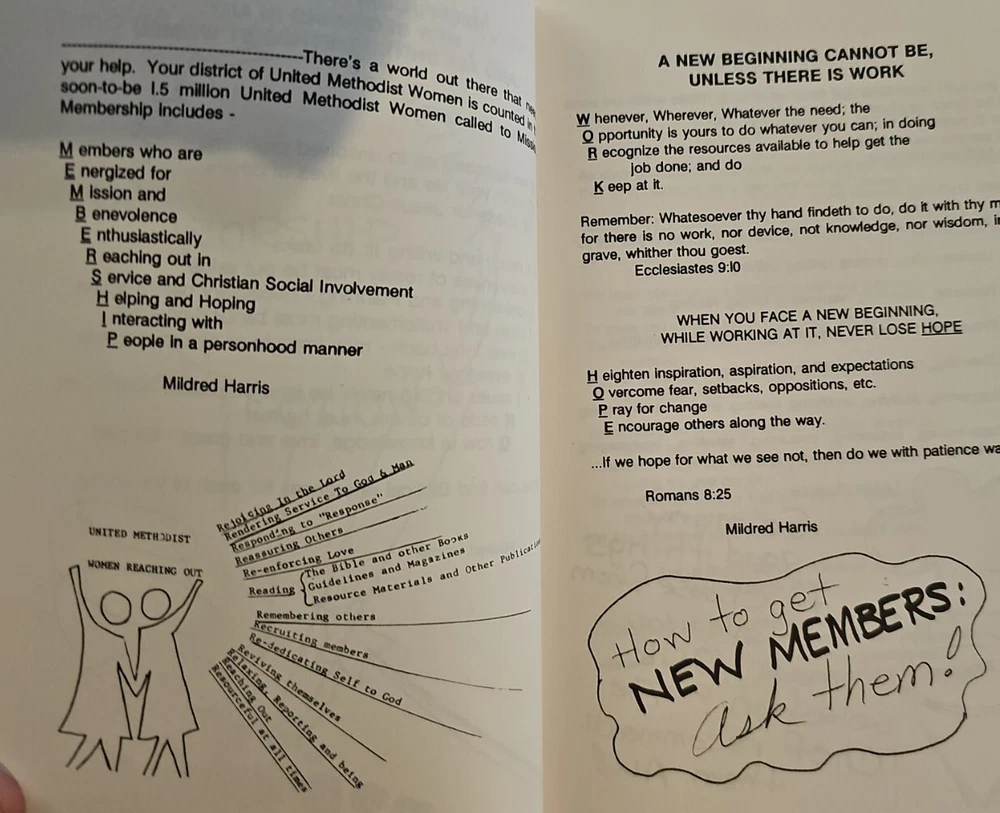 There's a world out there that
your help. Your district of United Methodist Women is counted in
soon-to-be 1.5 million United Methodist Women called to
Membership includes -
M embers who are
E nergized for
M ission and
B enevolence
E nthusiastically
R eaching out in
S ervice and Christian Social Involvement
H elping and Hoping
I nteracting with
P eople in a personhood manner
Mildred Harris
UNITED METHODIST
WOMEN REACHING OUT
Rejoicing In the Lord
Rendering Service To God & Man
Responding to "Response"
Reassuring Others
Re-enforcing Love
Reading
The Bible and other Books
Guidelines and Magazines
Resource Materials and Other
Remembering others
Recruiting members
Re-dedicating Self to God
Reviving themselves
Relaxing, Reporting and being
Reaching Out
Resourceful at all times
A NEW BEGINNING CANNOT BE,
UNLESS THERE IS WORK
W henever, Wherever, Whatever the need; the
O pportunity is yours to do whatever you can; in doing
R ecognize the resources available to help get the
job done; and do
K eep at it.
Remember: Whatesoever thy hand findeth to do, do it with thy
for there is no work, nor device, not knowledge, nor wisdom,
grave, whither thou goest.
Ecclesiastes 9:10
WHEN YOU FACE A NEW BEGINNING,
WHILE WORKING AT IT, NEVER LOSE HOPE
H eighten inspiration, aspiration, and expectations
O vercome fear, setbacks, oppositions, etc.
P ray for change
E ncourage others along the way.
...If we hope for what we see not, then do we with patience
Romans 8:25
Mildred Harris
How to get
NEW MEMBERS:
ask them!